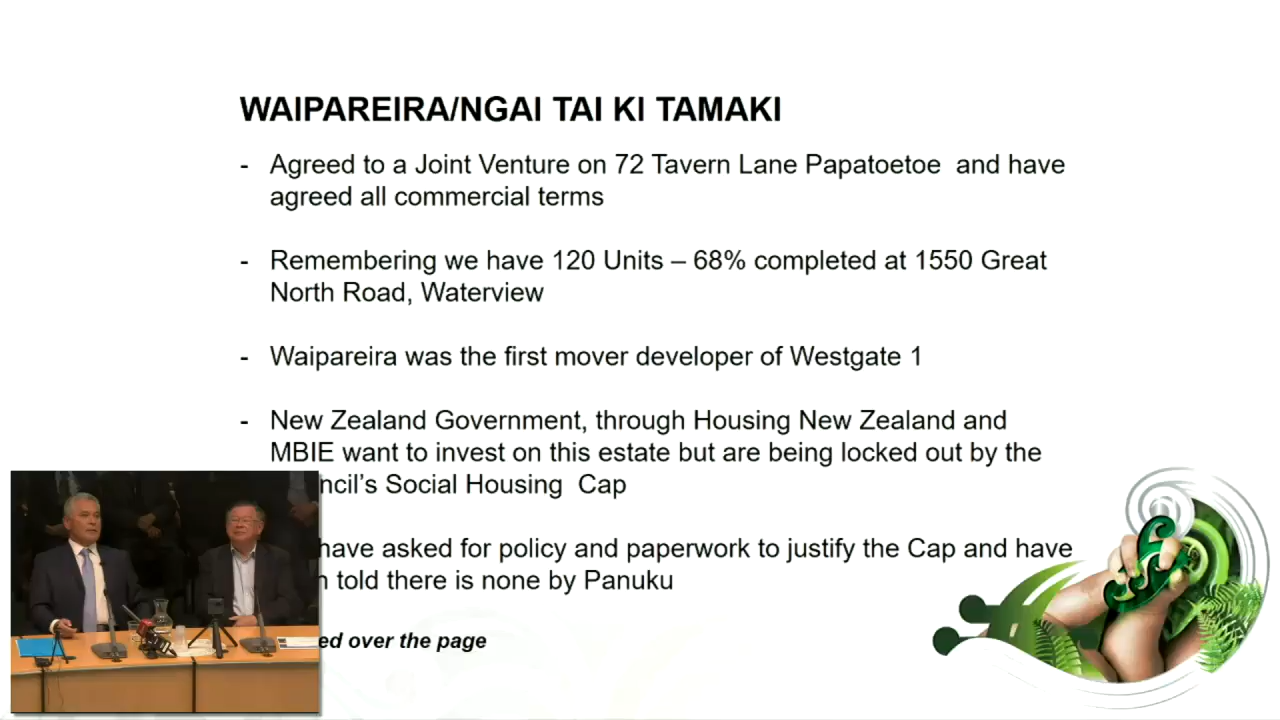 WAIPAREIRA/NGAI TAI KI TAMAKI
- Agreed to a Joint Venture on 72 Tavern Lane Papatoetoe and have
agreed all commercial terms
- Remembering we have 120 Units – 68% completed at 1550 Great
North Road, Waterview
- Waipareira was the first mover developer of Westgate 1
- New Zealand Government, through Housing New Zealand and
MBIE want to invest on this estate but are being locked out by the
ncil's Social Housing Cap
have asked for policy and paperwork to justify the Cap and have
told there is none by Panuku
ed over the page